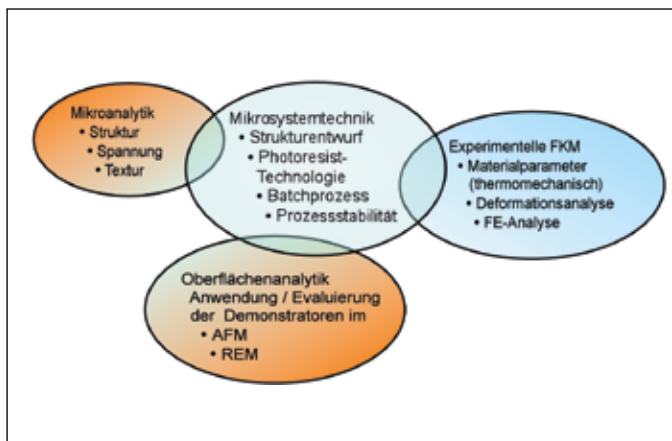 Mikroanalytik
• Struktur
• Spannung
• Textur
Mikrosystemtechnik
• Strukturentwurf
• Photoresist-
Technologie
• Batchprozess
• Prozessstabilität
Experimentelle FKM
• Materialparameter
(thermomechanisch)
• Deformationsanalyse
• FE-Analyse
Oberflächenanalytik
Anwendung / Evaluierung
der Demonstratoren im
• AFM
• REM